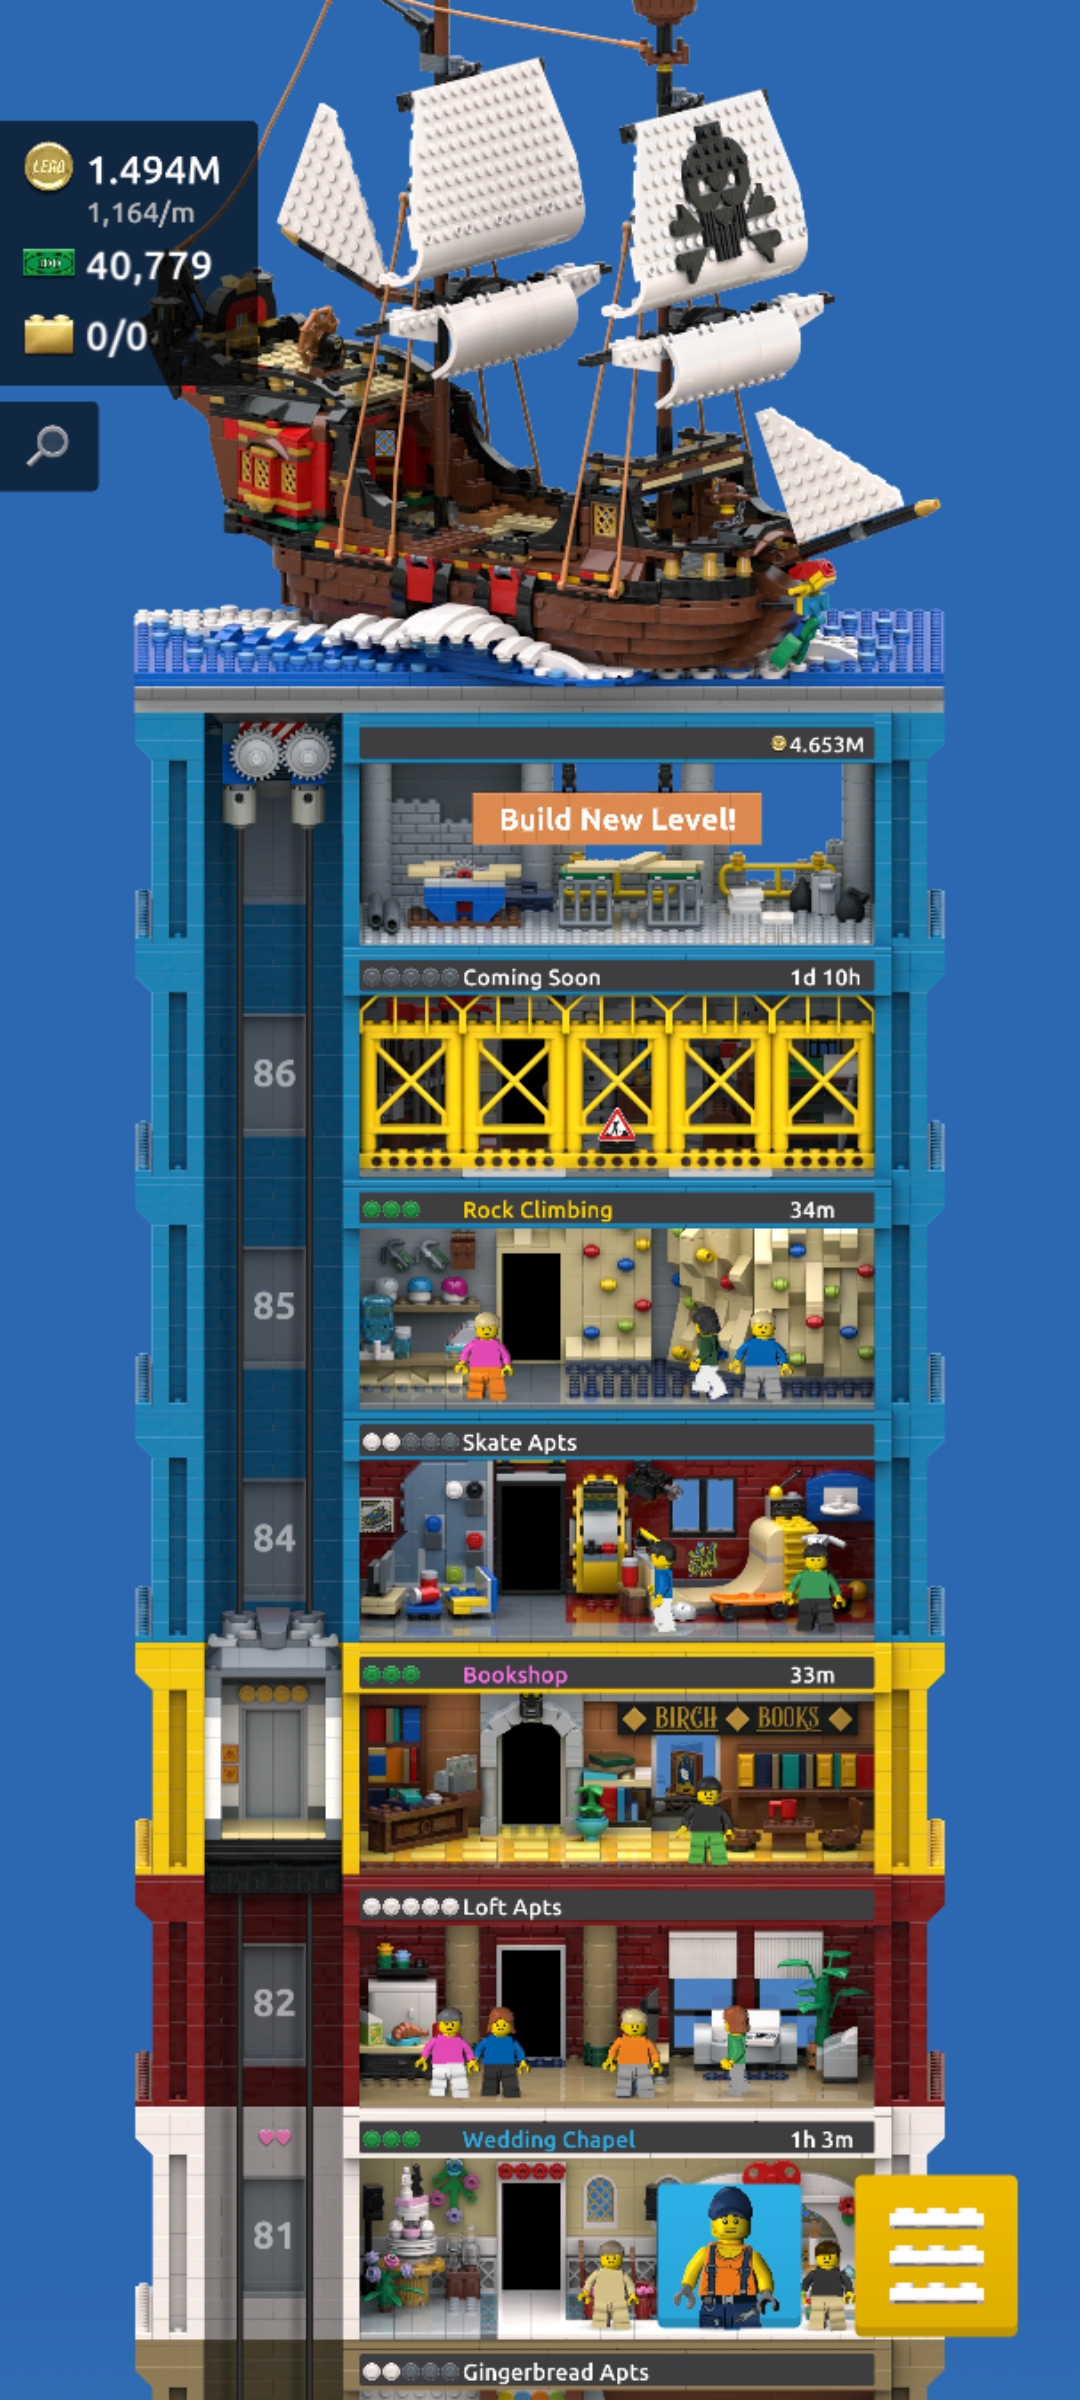 LEGO
1.494M
1,164/m
40,779
0/0
4.653M
Build New Level!
Coming Soon
1d 10h
86
Rock Climbing
34m
85
Skate Apts
84
Bookshop
33m
BIRCH BOOKS
Loft Apts
82
Wedding Chapel
1h 3m
81
Gingerbread Apts